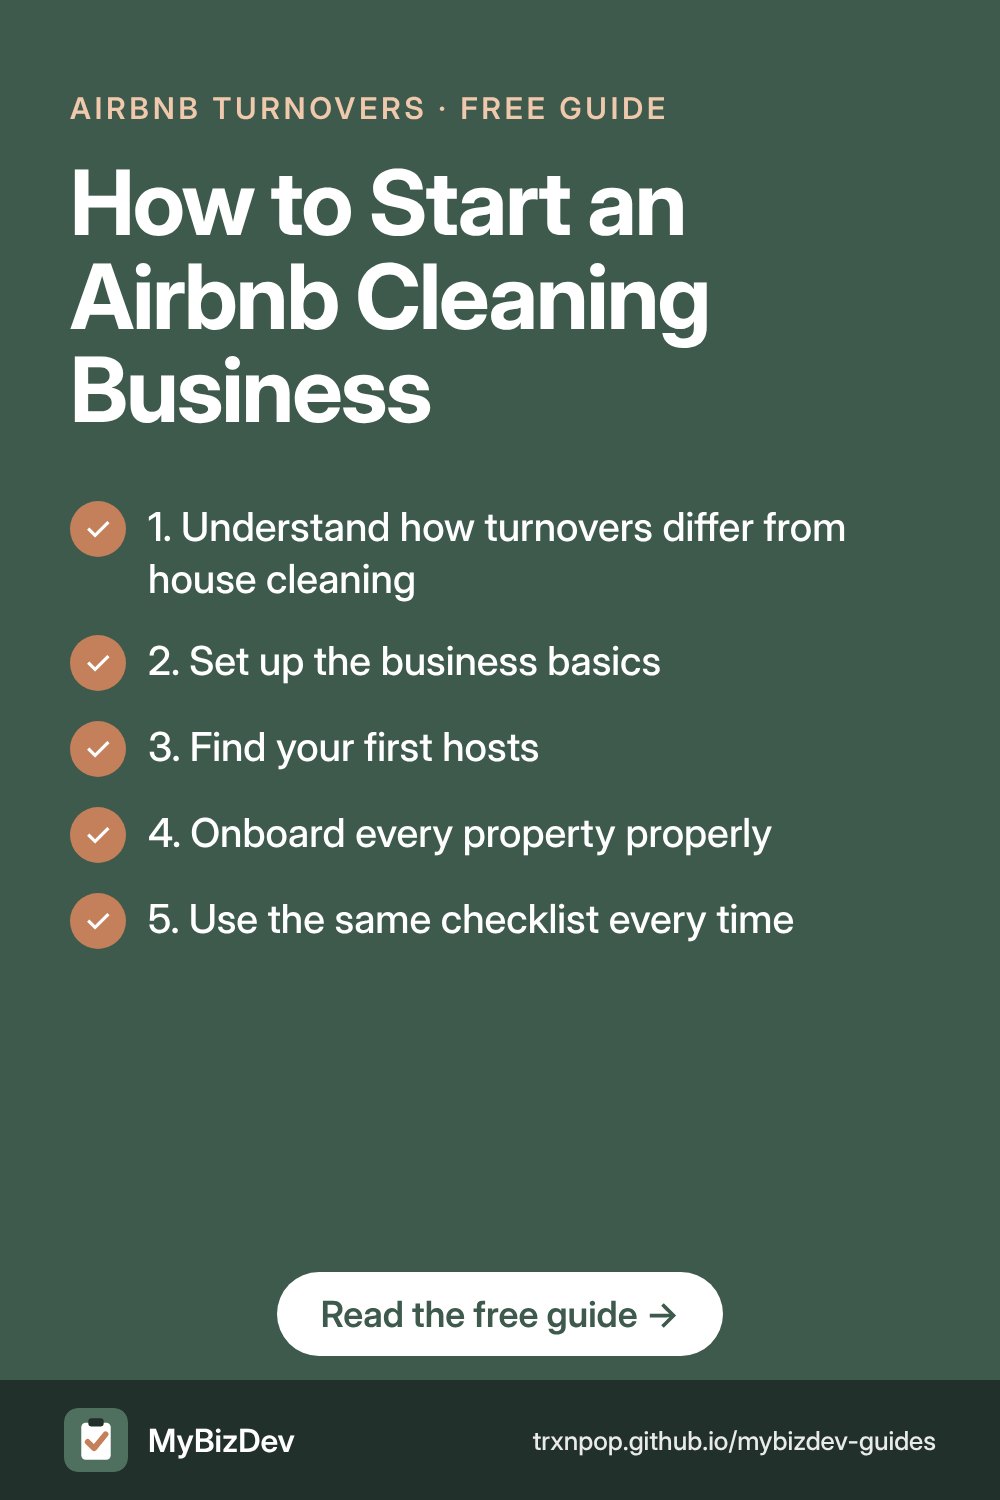 AIRBNB TURNOVERS · FREE GUIDE
How to Start an
Airbnb Cleaning
Business
1. Understand how turnovers differ from
house cleaning
2. Set up the business basics
3. Find your first hosts
4. Onboard every property properly
5. Use the same checklist every time
Read the free guide →
MyBizDev
trxnpop.github.io/mybizdev-guides